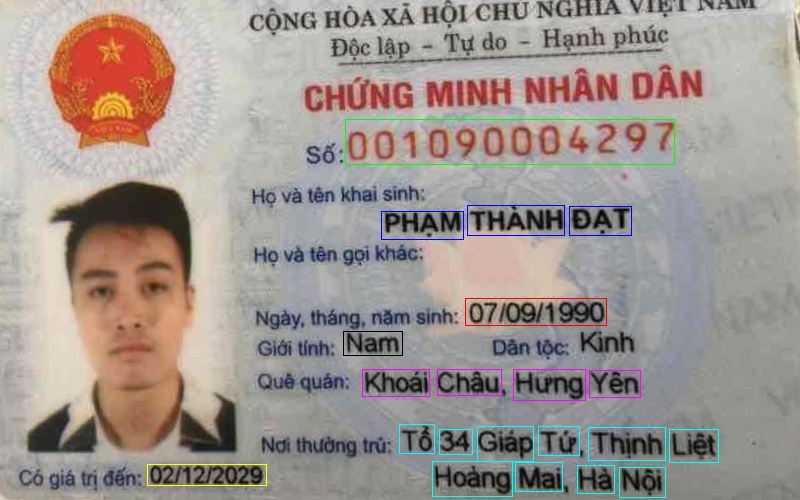 CỘNG HÒA XÃ HỘI CHỦ NGHĨA VIỆT NAM
Độc lập - Tự do - Hạnh phúc
CHỨNG MINH NHÂN DÂN
Số: 001090004297
Họ và tên khai sinh:
PHẠM THÀNH ĐẠT
Họ và tên gọi khác:
Ngày, tháng, năm sinh: 07/09/1990
Giới tính: Nam Dân tộc: Kinh
Quê quán: Khoái Châu, Hưng Yên
Nơi thường trú: Tổ 34 Giáp Tứ, Thịnh Liệt
Hoàng Mai, Hà Nội
Có giá trị đến: 02/12/2029